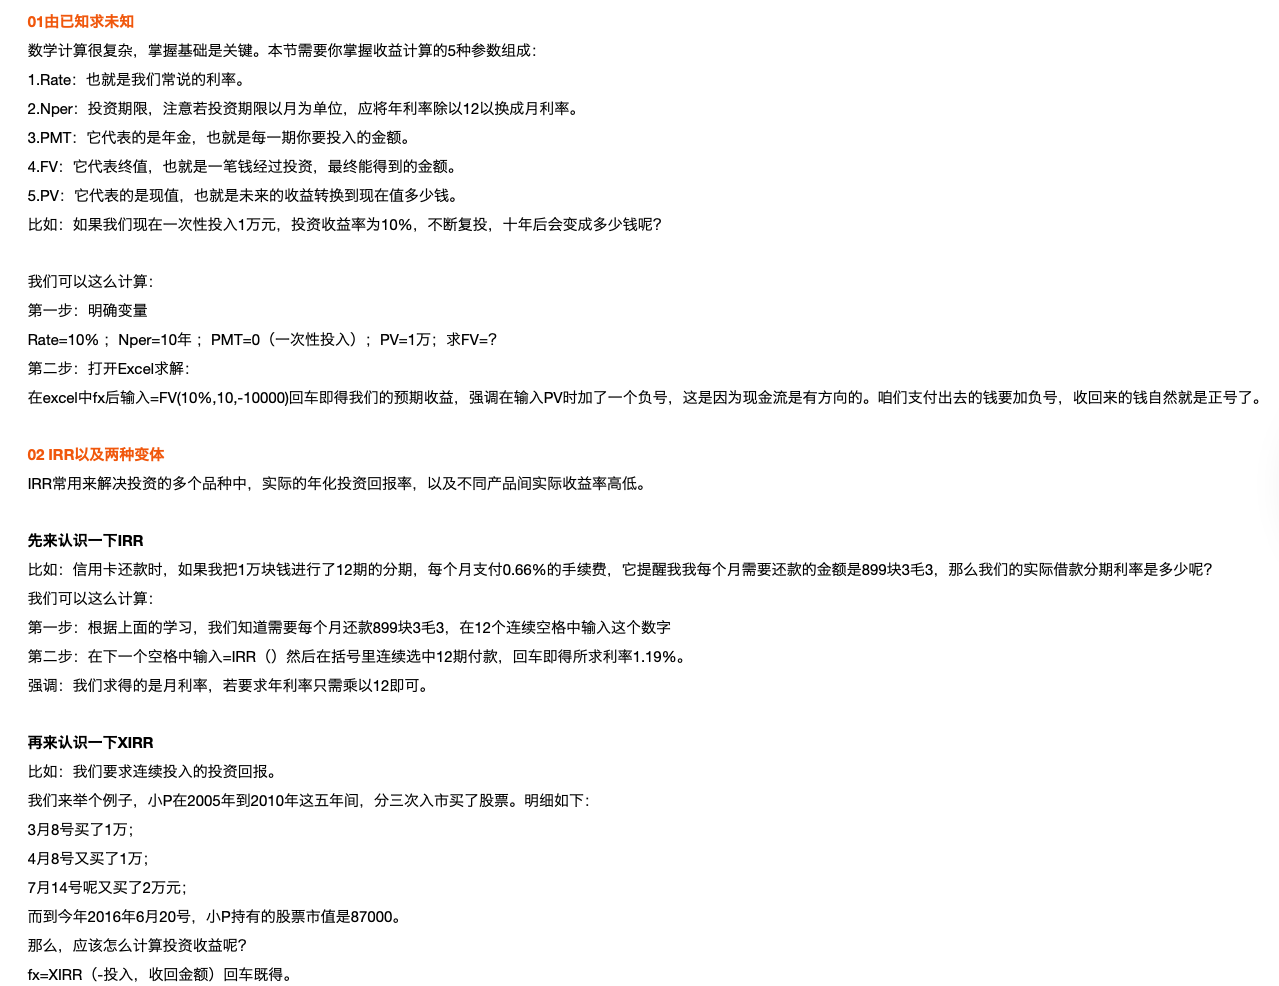 01由已知求未知
数学计算很复杂，掌握基础是关键。本节需要你掌握收益计算的5种参数组成：
1.Rate：也就是我们常说的利率。
2.Nper：投资期限，注意若投资期限以月为单位，应将年利率除以12以换成月利率。
3.PMT：它代表的是年金，也就是每一期你要投入的金额。
4.FV：它代表终值，也就是一笔钱经过投资，最终能得到的金额。
5.PV：它代表的是现值，也就是未来的收益转换到现在值多少钱。
比如：如果我们现在一次性投入1万元，投资收益率为10%，不断复投，十年后会变成多少钱呢？
我们可以这么计算：
第一步：明确变量
Rate=10%；Nper=10年；PMT=0（一次性投入）；PV=1万；求FV=？
第二步：打开Excel求解：
在excel中fx后输入=FV(10%,10,-10000)回车即得我们的预期收益，强调在输入PV时加了一个负号，这是因为现金流是有方向的。咱们支付出去的钱要加负号，收回来的钱自然就是正号了。
02 IRR以及两种变体
IRR常用来解决投资的多个品种中，实际的年化投资回报率，以及不同产品间实际收益率高低。
先来认识一下IRR
比如：信用卡还款时，如果我把1万块钱进行了12期的分期，每个月支付0.66%的手续费，它提醒我我每个月需要还款的金额是899块3毛3，那么我们的实际借款分期利率是多少呢？
我们可以这么计算：
第一步：根据上面的学习，我们知道需要每个月还款899块3毛3，在12个连续空格中输入这个数字
第二步：在下一个空格中输入=IRR（）然后在括号里连续选中12期付款，回车即得所求利率1.19%。
强调：我们求得的是月利率，若要求年利率只需乘以12即可。
再来认识一下XIRR
比如：我们要求连续投入的投资回报。
我们来举个例子，小P在2005年到2010年这五年间，分三次入市买了股票。明细如下：
3月8号买了1万；
4月8号又买了1万；
7月14号呢又买了2万元；
而到今年2016年6月20号，小P持有的股票市值是87000。
那么，应该怎么计算投资收益呢？
fx=XIRR（-投入，收回金额）回车既得。